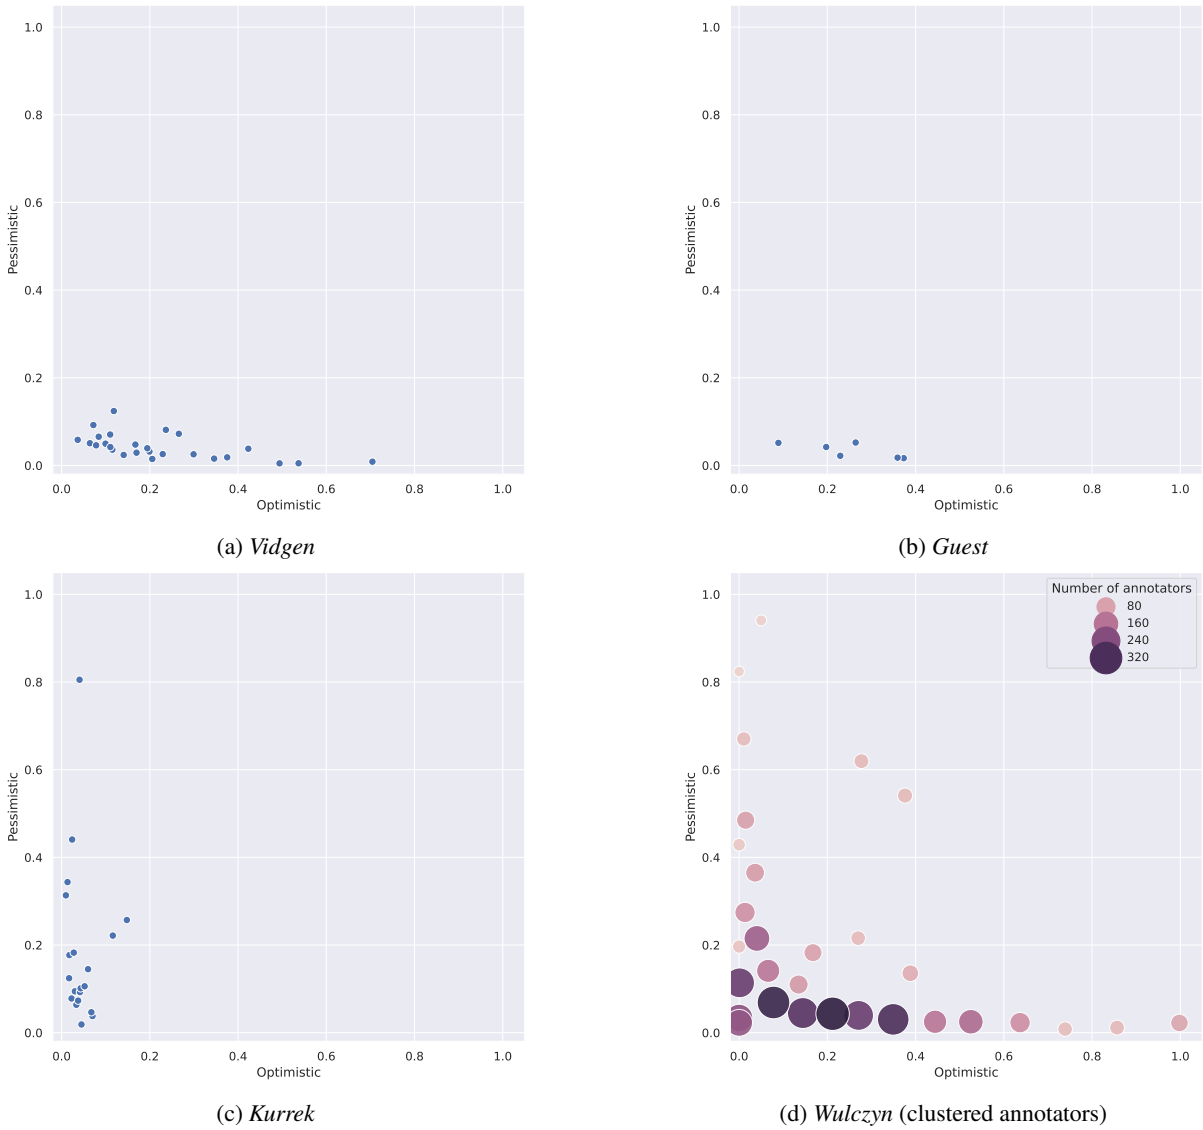 1.0
0.8
0.6
0.4
0.2
0.0
Pessimistic
0.0 0.2 0.4 0.6 0.8 1.0
Optimistic
(a) Vidgen
1.0
0.8
0.6
0.4
0.2
0.0
Pessimistic
0.0 0.2 0.4 0.6 0.8 1.0
Optimistic
(b) Guest
1.0
0.8
0.6
0.4
0.2
0.0
Pessimistic
0.0 0.2 0.4 0.6 0.8 1.0
Optimistic
(c) Kurrek
Number of annotators
80
160
240
320
1.0
0.8
0.6
0.4
0.2
0.0
Pessimistic
0.0 0.2 0.4 0.6 0.8 1.0
Optimistic
(d) Wulczyn (clustered annotators)